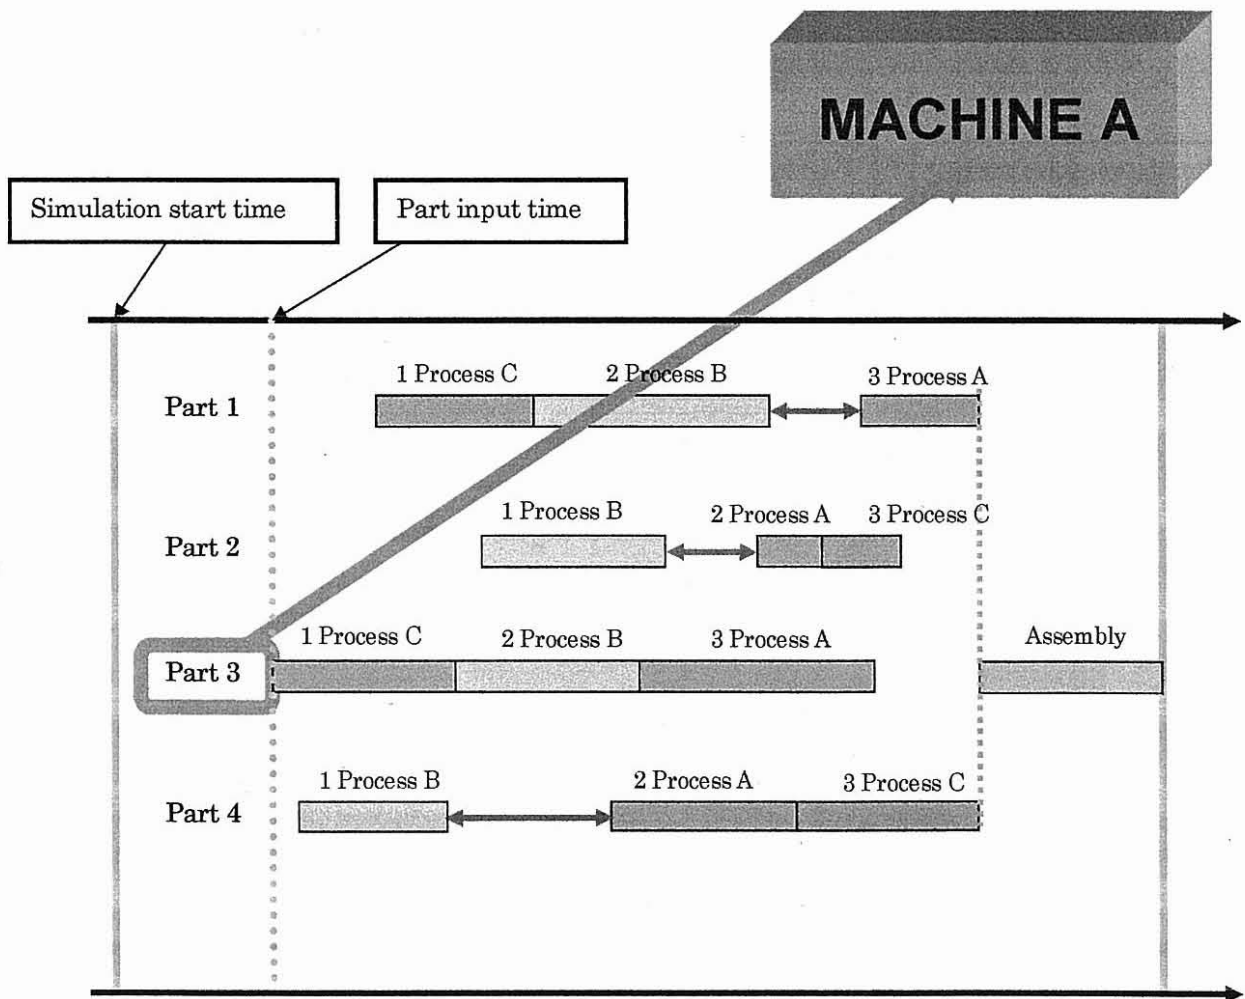 MACHINE A
Simulation start time
Part input time
1 Process C
2 Process B
3 Process A
Part 1
1 Process B
2 Process A
3 Process C
Part 2
1 Process C
2 Process B
3 Process A
Assembly
Part 3
1 Process B
2 Process A
3 Process C
Part 4